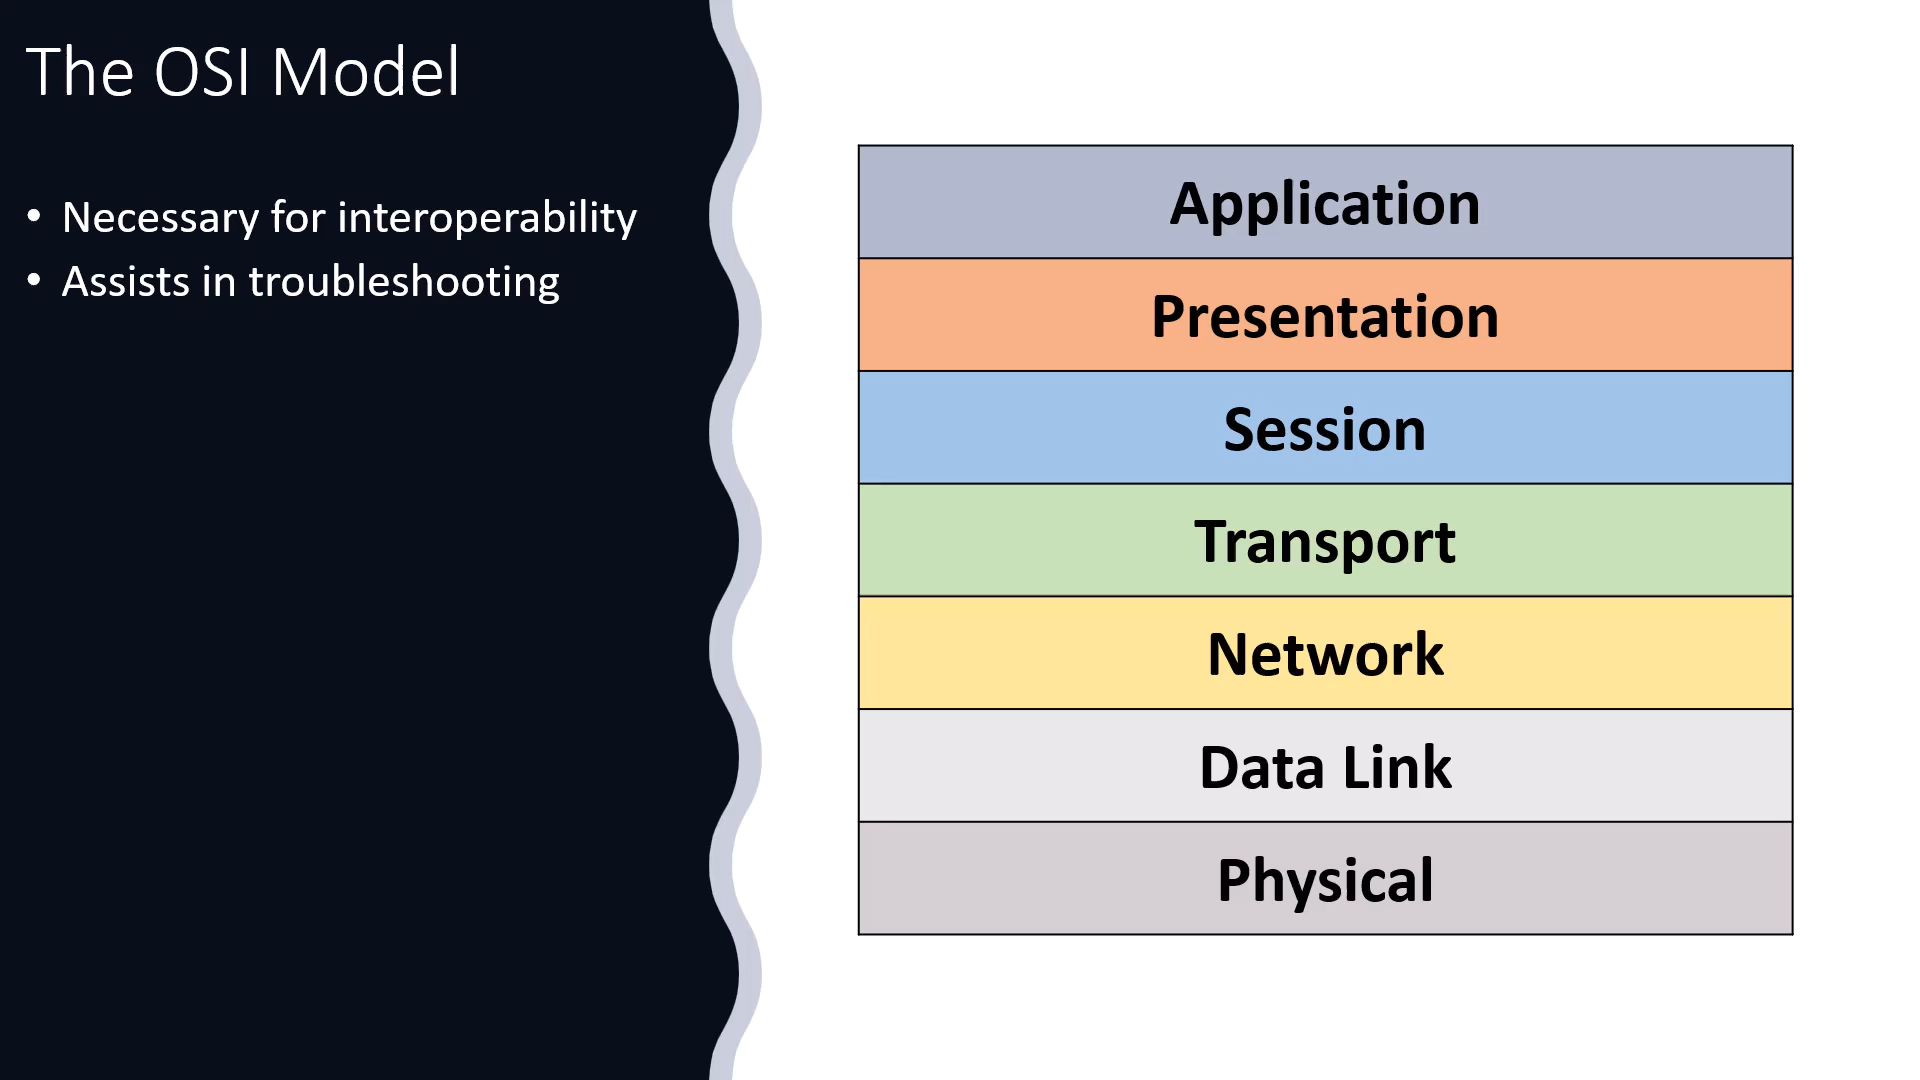 The OSI Model
• Necessary for interoperability
• Assists in troubleshooting
Application
Presentation
Session
Transport
Network
Data Link
Physical